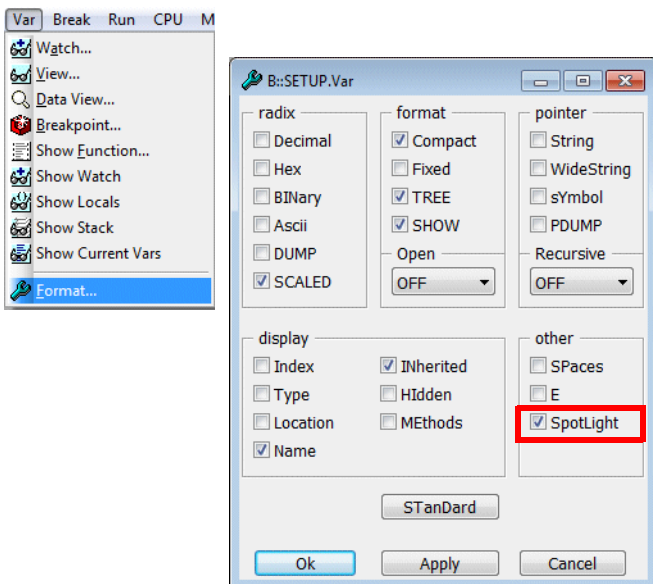 Var Break Run CPU M
Watch...
View...
Data View...
Breakpoint...
Show Function...
Show Watch
Show Locals
Show Stack
Show Current Vars
Format...
B::SETUP.Var
radix
Decimal
Hex
BINary
Ascii
DUMP
SCALED
format
Compact
Fixed
TREE
SHOW
Open
OFF
pointer
String
WideString
sYmbol
PDUMP
Recursive
OFF
display
Index
Type
Location
Name
INherited
HIdden
MEthods
other
SPaces
E
SpotLight
STanDard
Ok Apply Cancel